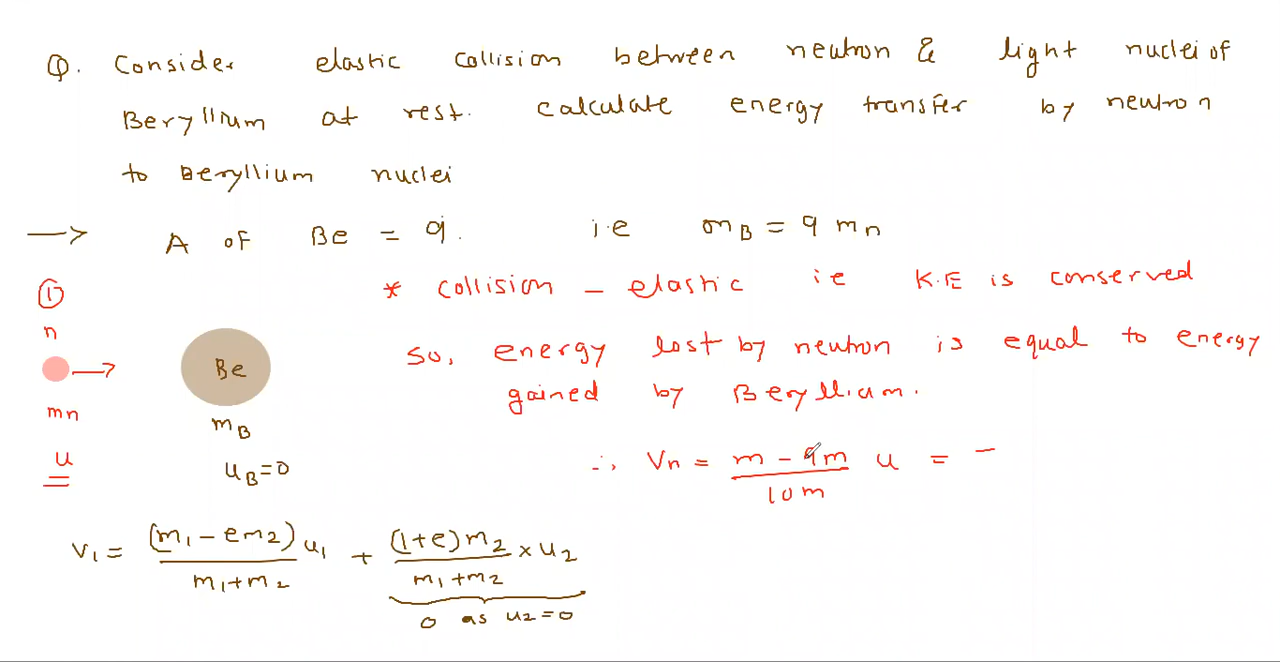 Q. Consider elastic collision between neutron & light nuclei of
Beryllium at rest. calculate energy transfer by neutron
to Beryllium nuclei
→ A of Be = 9. i.e m_B = 9 m_n
① * collision - elastic ie K.E is conserved
n
so, energy lost by neutron is equal to energy
→ Be
gained by Beryllium.
m_n m_B
u u_B=0
∴ V_n = (m - 9m)/(10m) u = -
V_1 = (m_1 - em_2)/(m_1+m_2) u_1 + (1+e)m_2/(m_1+m_2) × u_2
0 as u_2=0